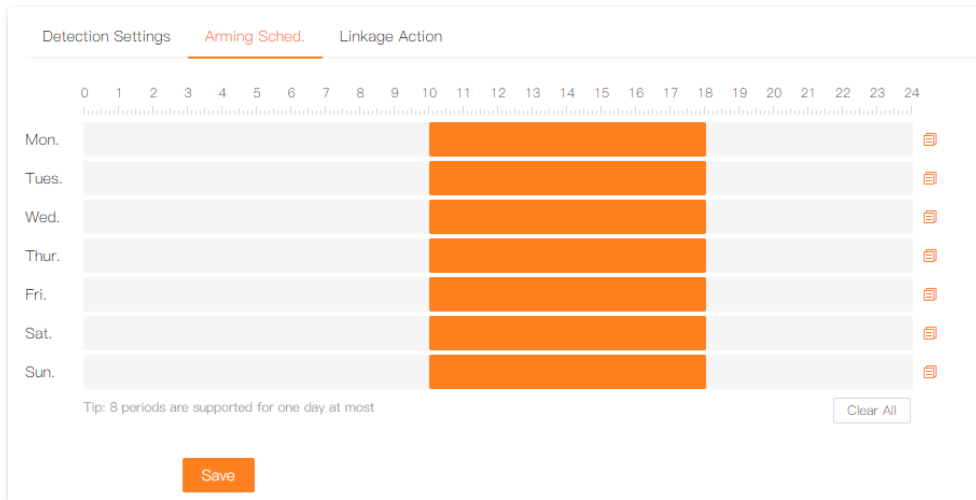 Detection Settings Arming Sched. Linkage Action
0 1 2 3 4 5 6 7 8 9 10 11 12 13 14 15 16 17 18 19 20 21 22 23 24
Mon.
Tues.
Wed.
Thur.
Fri.
Sat.
Sun.
Tip: 8 periods are supported for one day at most
Clear All
Save